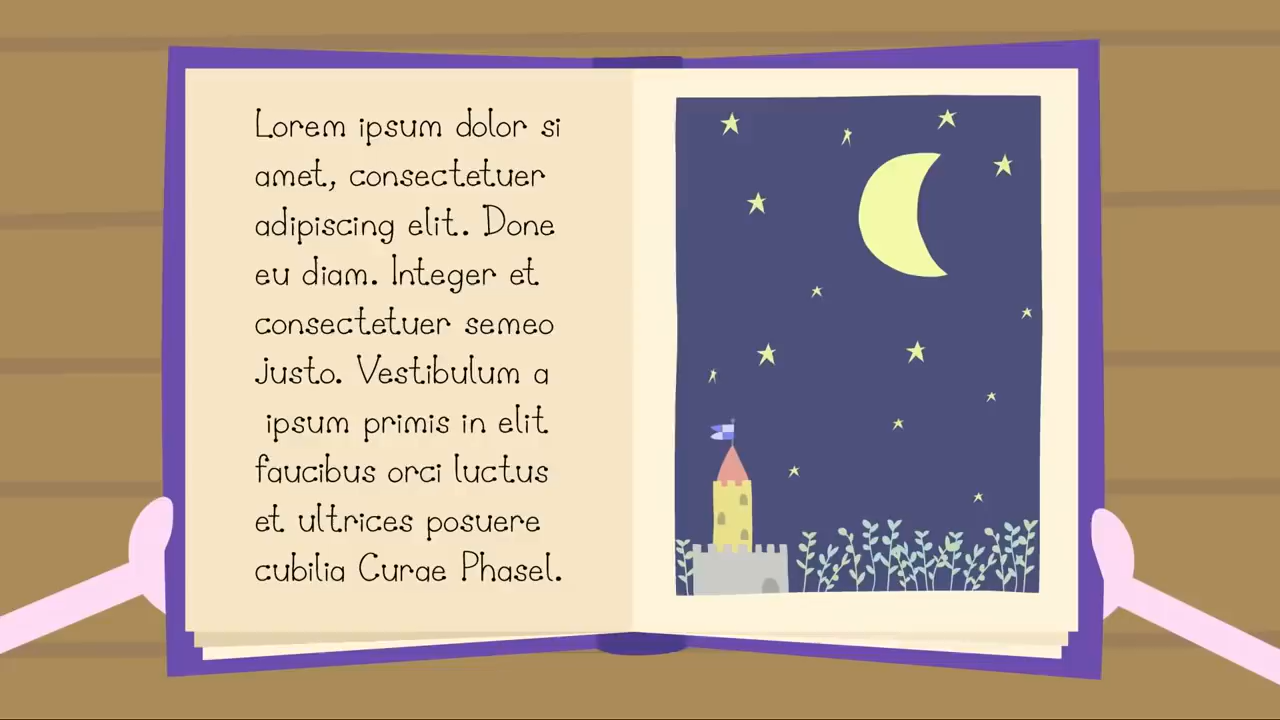 Lorem ipsum dolor si
amet, consectetuer
adipiscing elit. Done
eu diam. Integer et
consectetuer semeo
justo. Vestibulum a
ipsum primis in elit
faucibus orci luctus
et ultrices posuere
cubilia Curae Phasel.